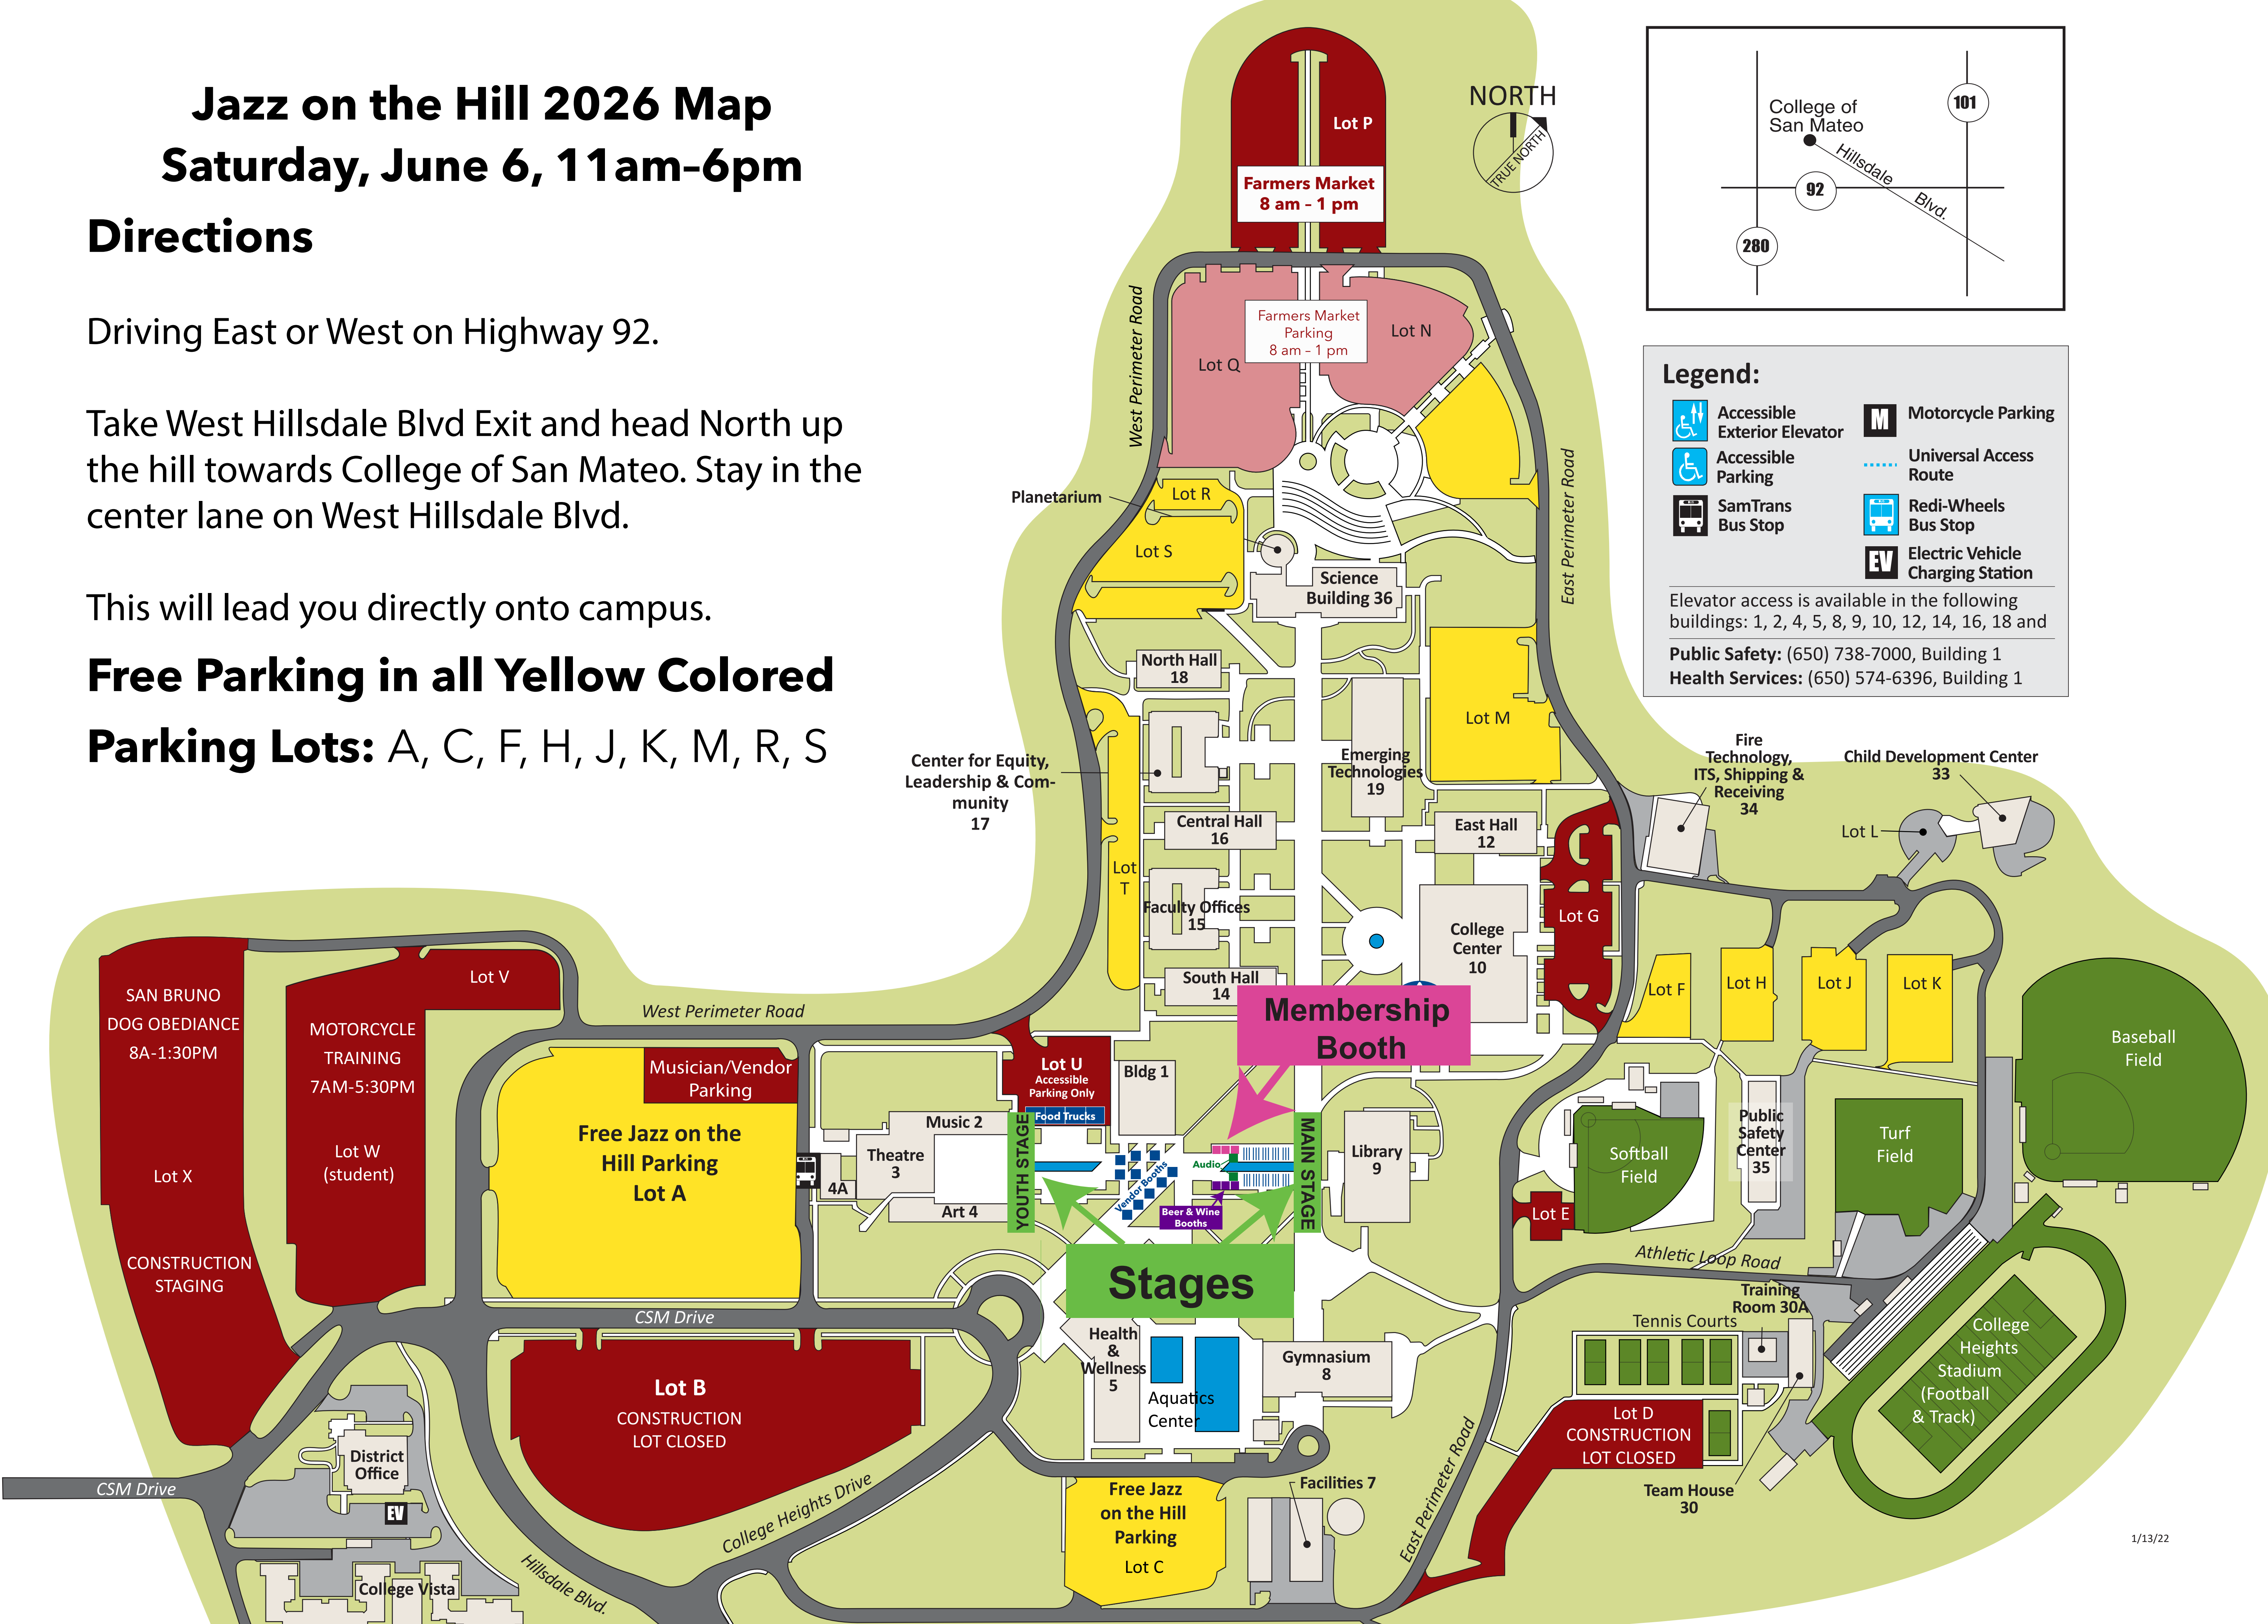 Jazz on the Hill 2026 Map
Saturday, June 6, 11am–6pm
Directions
Driving East or West on Highway 92.
Take West Hillsdale Blvd Exit and head North up
the hill towards College of San Mateo. Stay in the
center lane on West Hillsdale Blvd.
This will lead you directly onto campus.
Free Parking in all Yellow Colored
Parking Lots: A, C, F, H, J, K, M, R, S
NORTH
TRUE NORTH
College of
San Mateo
101
Hillsdale
Blvd.
92
280
Legend:
Accessible
Exterior Elevator
Accessible
Parking
SamTrans
Bus Stop
M
Motorcycle Parking
Universal Access
Route
Redi-Wheels
Bus Stop
EV
Electric Vehicle
Charging Station
Elevator access is available in the following
buildings: 1, 2, 4, 5, 8, 9, 10, 12, 14, 16, 18 and
Public Safety: (650) 738-7000, Building 1
Health Services: (650) 574-6396, Building 1
Lot P
Farmers Market
8 am – 1 pm
Farmers Market
Parking
8 am – 1 pm
Lot N
Lot Q
West Perimeter Road
East Perimeter Road
Planetarium
Lot R
Lot S
Science
Building 36
North Hall
18
Lot M
Emerging
Technologies
19
Center for Equity,
Leadership & Com-
munity
17
Central Hall
16
East Hall
12
Lot
T
Faculty Offices
15
College
Center
10
Lot G
South Hall
14
Fire
Technology,
ITS, Shipping &
Receiving
34
Child Development Center
33
Lot L
Lot F
Lot H
Lot J
Lot K
Baseball
Field
SAN BRUNO
DOG OBEDIANCE
8A-1:30PM
Lot X
CONSTRUCTION
STAGING
Lot V
MOTORCYCLE
TRAINING
7AM-5:30PM
Lot W
(student)
West Perimeter Road
Musician/Vendor
Parking
Free Jazz on the
Hill Parking
Lot A
Lot U
Accessible
Parking Only
Food Trucks
Bldg 1
Membership
Booth
Music 2
Theatre
3
4A
Art 4
YOUTH STAGE
Vendor Booths
Audio
Beer & Wine
Booths
MAIN STAGE
Library
9
Stages
Softball
Field
Public
Safety
Center
35
Turf
Field
Lot E
Athletic Loop Road
Training
Room 30A
Tennis Courts
College
Heights
Stadium
(Football
& Track)
CSM Drive
Lot B
CONSTRUCTION
LOT CLOSED
Health
&
Wellness
5
Aquatics
Center
Gymnasium
8
Lot D
CONSTRUCTION
LOT CLOSED
Team House
30
District
Office
EV
CSM Drive
College Heights Drive
Free Jazz
on the Hill
Parking
Lot C
Facilities 7
East Perimeter Road
College Vista
Hillsdale Blvd.
1/13/22